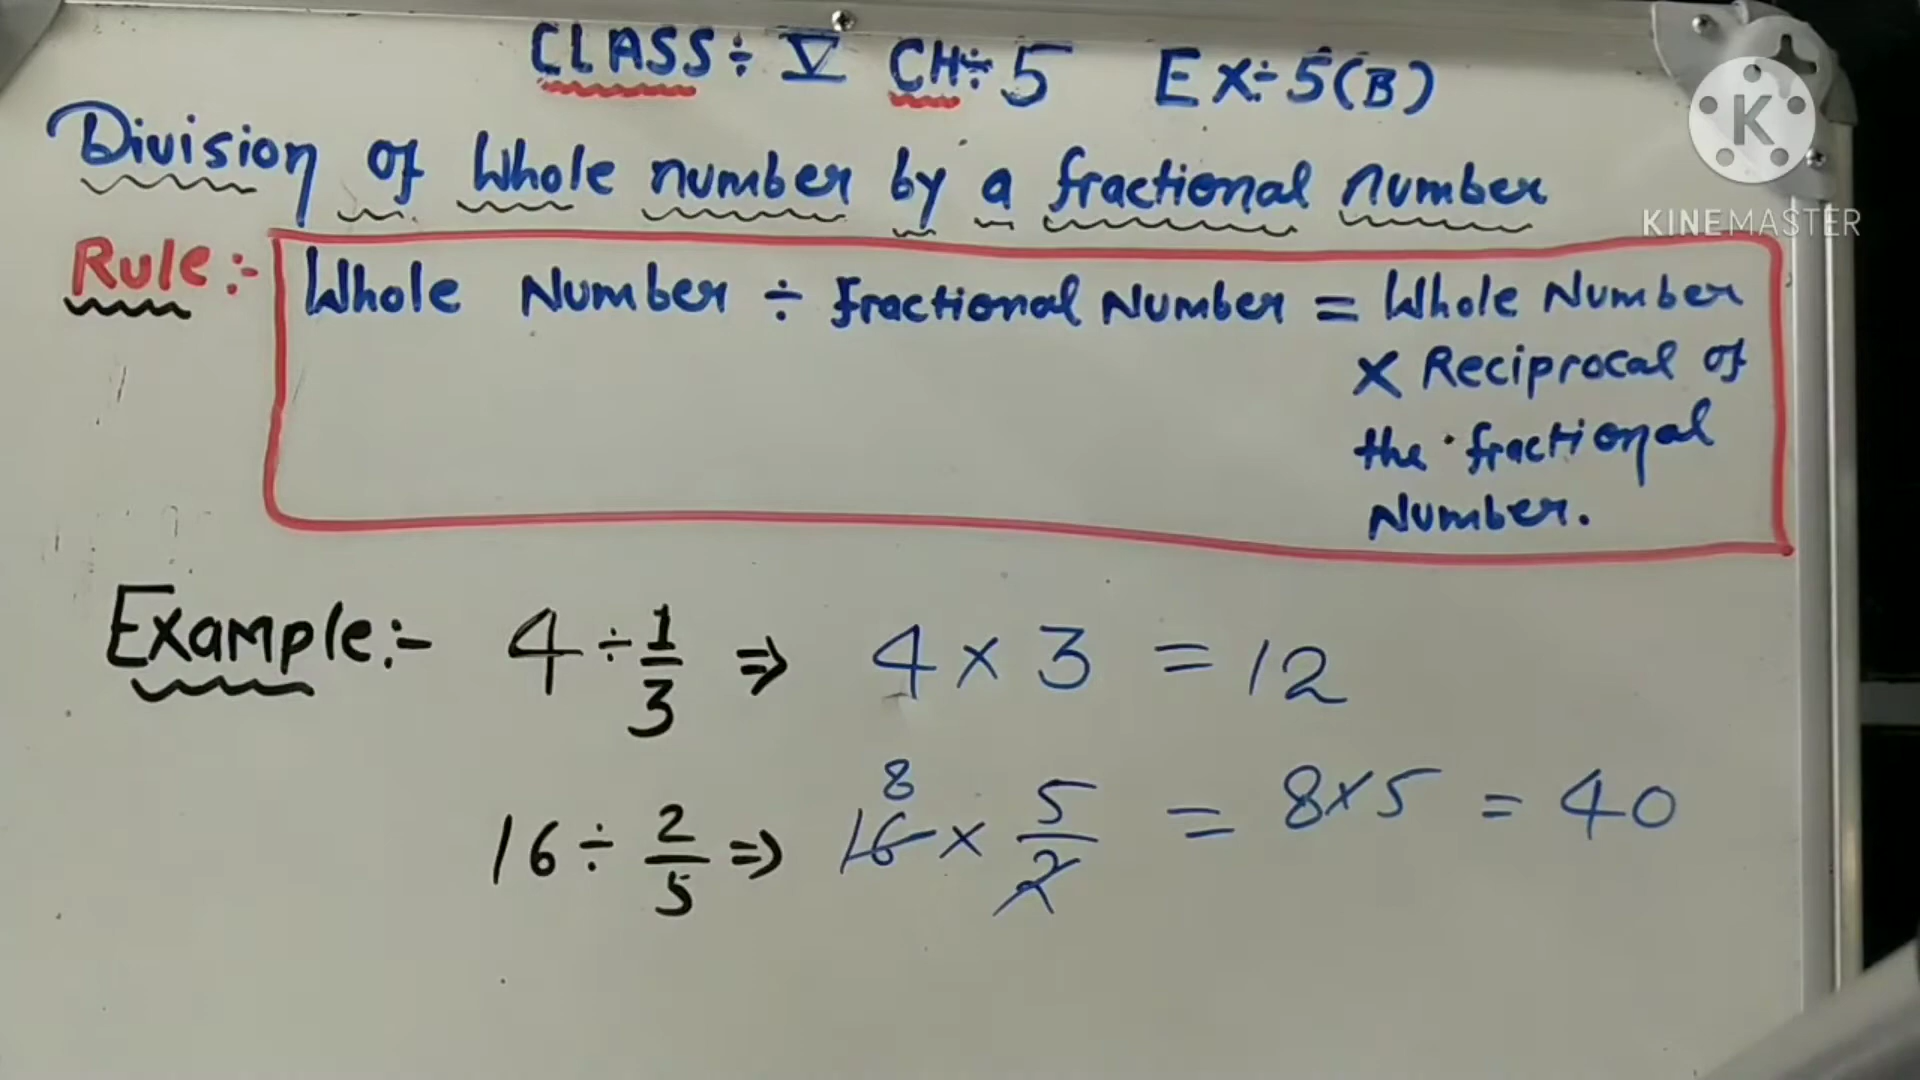 CLASS÷ V CH÷ 5 EX÷ 5(B)
Division of Whole number by a fractional number
Rule:- Whole Number ÷ fractional Number = Whole Number
× Reciprocal of
the fractional
Number.
Example:- 4 ÷ 1/3 ⇒ 4 × 3 = 12
8
16 ÷ 2/5 ⇒ 16 × 5/2 = 8×5 = 40
K
KINEMASTER